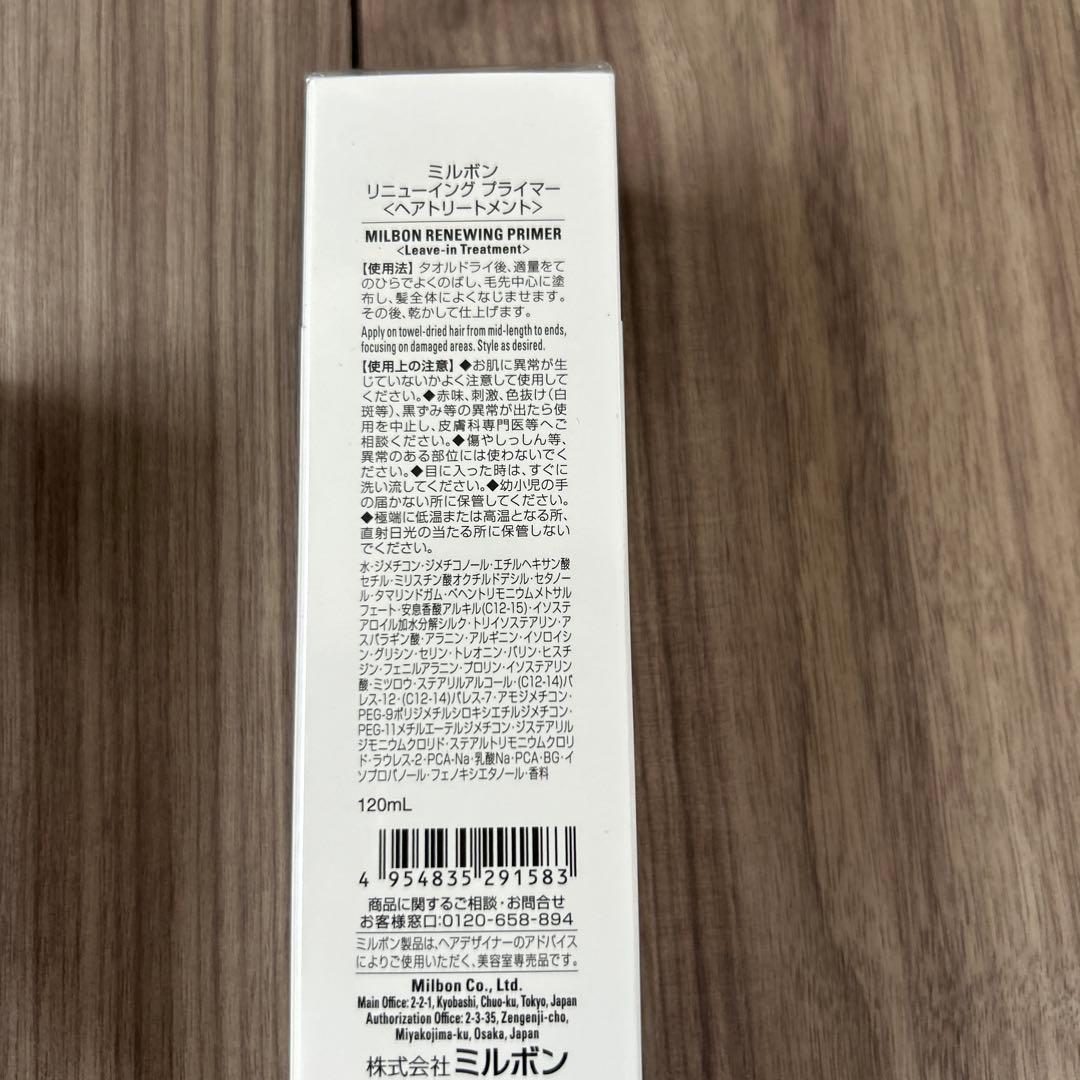 ミルボン
リニューイング プライマー
<ヘアトリートメント>
MILBON RENEWING PRIMER
<Leave-in Treatment>
【使用法】タオルドライ後、適量をて
のひらでよくのばし、毛先中心に塗
布し、髪全体によくなじませます。
その後、乾かして仕上げます。
Apply on towel-dried hair from mid-length to ends,
focusing on damaged areas. Style as desired.
【使用上の注意】◆お肌に異常が生
じていないかよく注意して使用して
ください。◆赤味、刺激、色抜け(白
斑等)、黒ずみ等の異常が出たら使
用を中止し、皮膚科専門医等へご
相談ください。◆傷やしっしん等、
異常のある部位には使わないでく
ださい。◆目に入った時は、すぐに
洗い流してください。◆幼小児の手
の届かない所に保管してください。
◆極端に低温または高温となる所、
直射日光の当たる所に保管しない
でください。
水・ジメチコン・ジメチコノール・エチルヘキサン酸
セチル・ミリスチン酸オクチルドデシル・セタノー
ル・タマリンドガム・ベヘントリモニウムメトサル
フェート・安息香酸アルキル(C12-15)・イソステ
アロイル加水分解シルク・トリイソステアリン・ア
スパラギン酸・アラニン・アルギニン・イソロイシ
ン・グリシン・セリン・トレオニン・バリン・ヒスチ
ジン・フェニルアラニン・プロリン・イソステアリン
酸・ミツロウ・ステアリルアルコール・(C12-14)パ
レス-12・(C12-14)パレス-7・アモジメチコン・
PEG-9ポリジメチルシロキシエチルジメチコン・
PEG-11メチルエーテルジメチコン・ジステアリル
ジモニウムクロリド・ステアルトリモニウムクロリ
ド・ラウレス-2・PCA-Na・乳酸Na・PCA・BG・イ
ソプロパノール・フェノキシエタノール・香料
120mL
4 954835 291583
商品に関するご相談・お問合せ
お客様窓口:0120-658-894
ミルボン製品は、ヘアデザイナーのアドバイス
によりご使用いただく、美容室専売品です。
Milbon Co., Ltd.
Main Office: 2-2-1, Kyobashi, Chuo-ku, Tokyo, Japan
Authorization Office: 2-3-35, Zengenji-cho,
Miyakojima-ku, Osaka, Japan
株式会社ミルボン